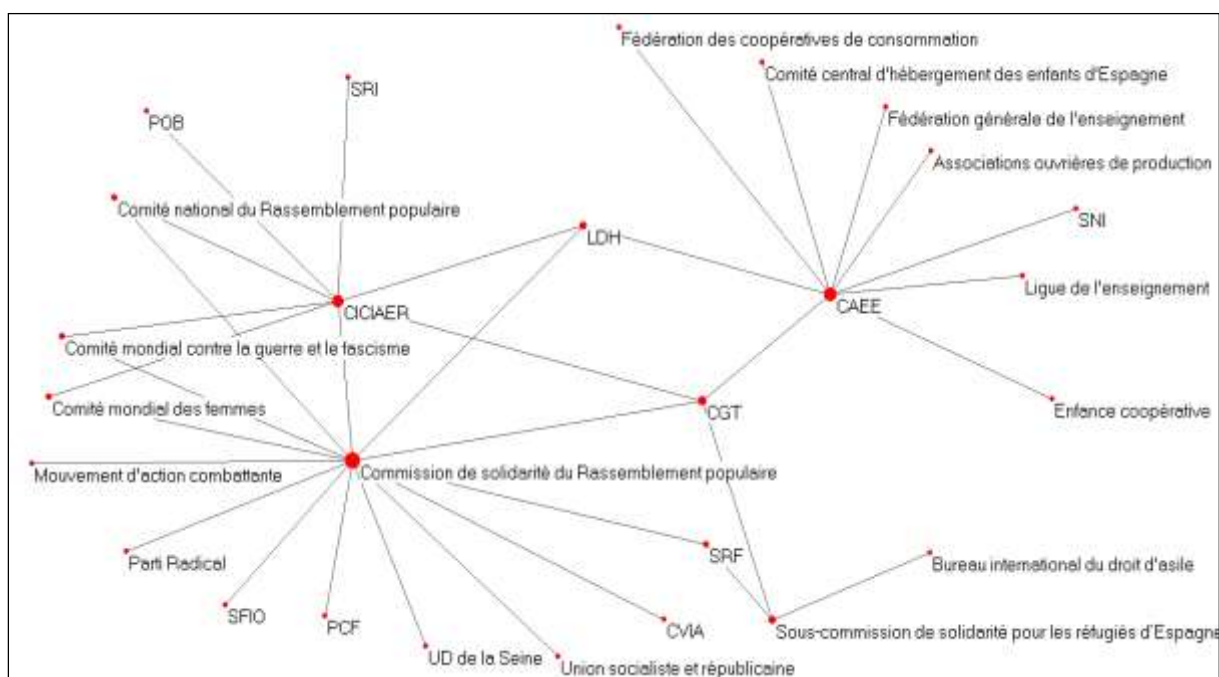 Fédération des coopératives de consommation
Comité central d'hébergement des enfants d'Espagne
SRI
POB
Fédération générale de l'enseignement
Associations ouvrières de production
Comité national du Rassemblement populaire
LDH
SNI
Ligue de l'enseignement
CICIAER
CAEE
Comité mondial contre la guerre et le fascisme
Comité mondial des femmes
CGT
Enfance coopérative
Mouvement d'action combattante
Commission de solidarité du Rassemblement populaire
Parti Radical
SRF
Bureau international du droit d'asile
SFIO
PCF
CVIA
Sous-commission de solidarité pour les réfugiés d'Espagne
UD de la Seine
Union socialiste et républicaine